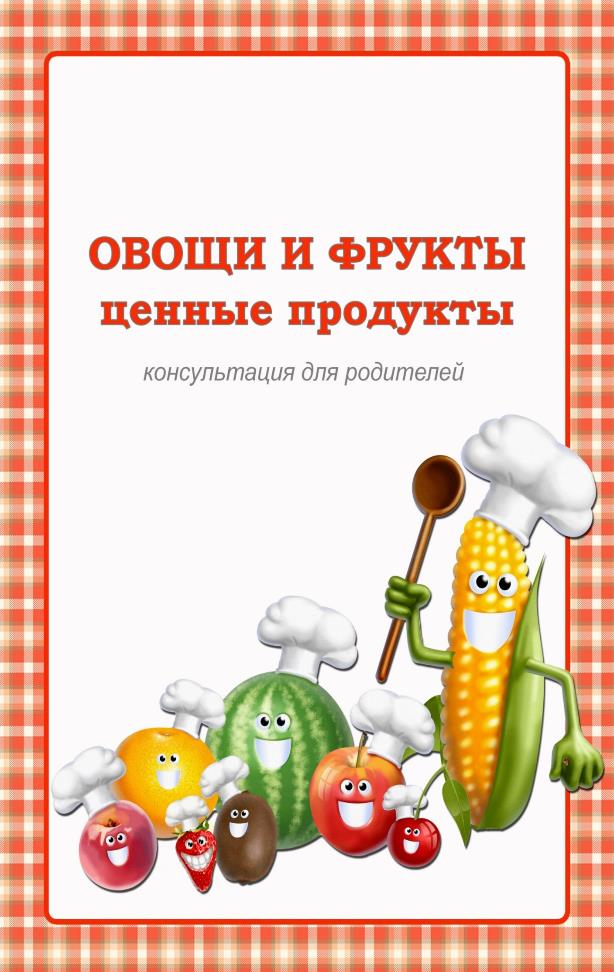 ОВОЩИ И ФРУКТЫ
ценные продукты
консультация для родителей